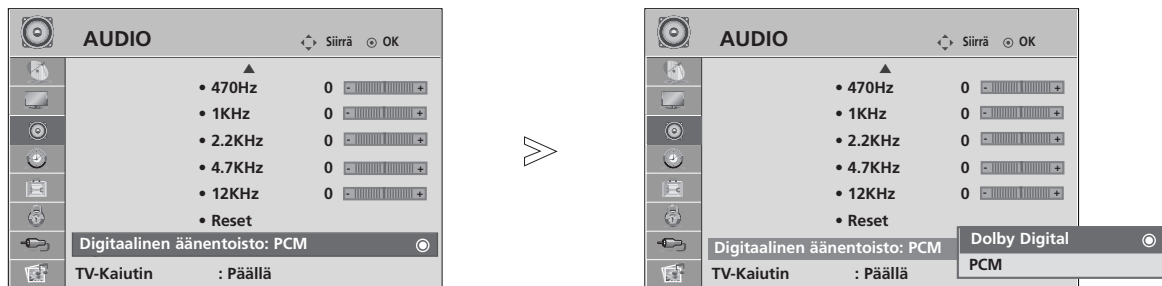 AUDIO
Siirrä OK
• 470Hz 0 - +
• 1KHz 0 - +
• 2.2KHz 0 - +
• 4.7KHz 0 - +
• 12KHz 0 - +
• Reset
Digitaalinen äänentoisto: PCM
TV-Kaiutin : Päällä
AUDIO
Siirrä OK
• 470Hz 0 - +
• 1KHz 0 - +
• 2.2KHz 0 - +
• 4.7KHz 0 - +
• 12KHz 0 - +
• Reset
Digitaalinen äänentoisto: PCM
TV-Kaiutin : Päällä
Dolby Digital
PCM